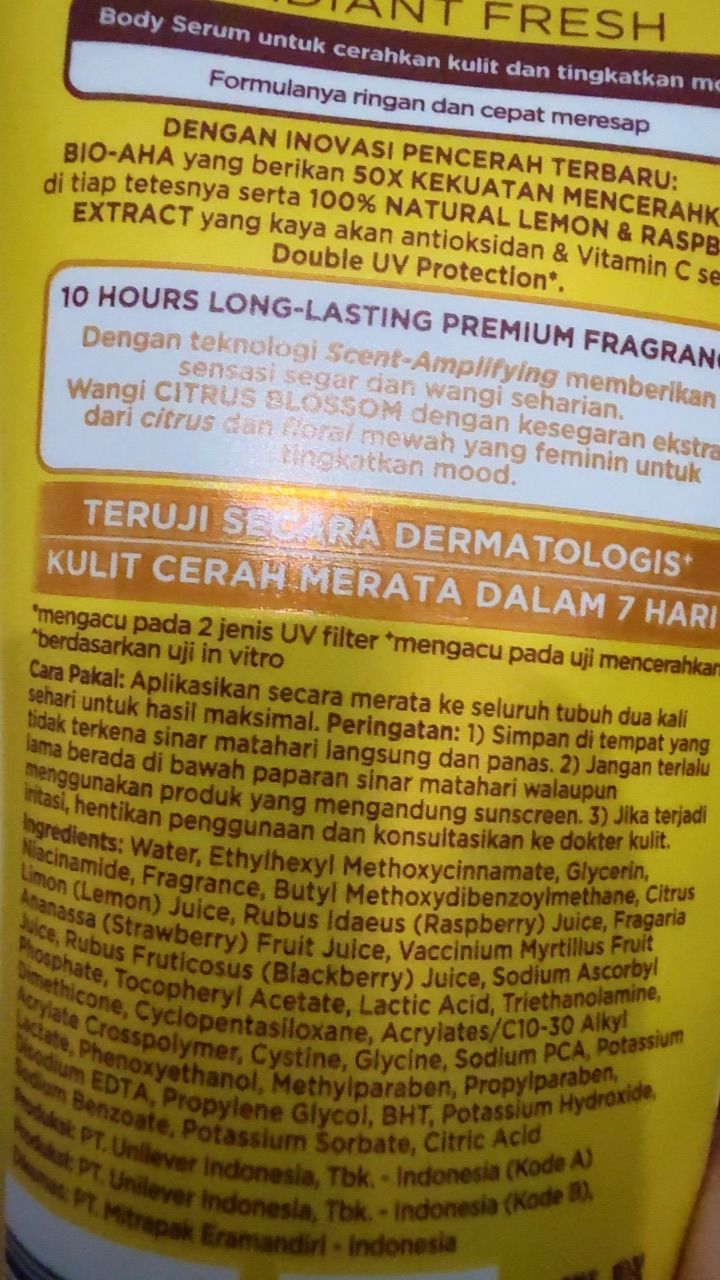 RADIANT FRESH
Body Serum untuk cerahkan kulit dan tingkatkan mo
Formulanya ringan dan cepat meresap
DENGAN INOVASI PENCERAH TERBARU:
BIO-AHA yang berikan 50X KEKUATAN MENCERAHK
di tiap tetesnya serta 100% NATURAL LEMON & RASPB
EXTRACT yang kaya akan antioksidan & Vitamin C se
Double UV Protection*.
10 HOURS LONG-LASTING PREMIUM FRAGRAN
Dengan teknologi Scent-Amplifying memberikan
sensasi segar dan wangi seharian.
Wangi CITRUS BLOSSOM dengan kesegaran ekstra
dari citrus dan floral mewah yang feminin untuk
tingkatkan mood.
TERUJI SECARA DERMATOLOGIS+
KULIT CERAH MERATA DALAM 7 HARI
*mengacu pada 2 jenis UV filter +mengacu pada uji mencerahkan
^berdasarkan uji in vitro
Cara Pakai: Aplikasikan secara merata ke seluruh tubuh dua kali
sehari untuk hasil maksimal. Peringatan: 1) Simpan di tempat yang
tidak terkena sinar matahari langsung dan panas. 2) Jangan terlalu
lama berada di bawah paparan sinar matahari walaupun
menggunakan produk yang mengandung sunscreen. 3) Jika terjadi
iritasi, hentikan penggunaan dan konsultasikan ke dokter kulit.
Ingredients: Water, Ethylhexyl Methoxycinnamate, Glycerin,
Niacinamide, Fragrance, Butyl Methoxydibenzoylmethane, Citrus
Limon (Lemon) Juice, Rubus Idaeus (Raspberry) Juice, Fragaria
Ananassa (Strawberry) Fruit Juice, Vaccinium Myrtillus Fruit
Juice, Rubus Fruticosus (Blackberry) Juice, Sodium Ascorbyl
Phosphate, Tocopheryl Acetate, Lactic Acid, Triethanolamine,
Dimethicone, Cyclopentasiloxane, Acrylates/C10-30 Alkyl
Acrylate Crosspolymer, Cystine, Glycine, Sodium PCA, Potassium
Lactate, Phenoxyethanol, Methylparaben, Propylparaben,
Disodium EDTA, Propylene Glycol, BHT, Potassium Hydroxide,
Sodium Benzoate, Potassium Sorbate, Citric Acid
Produksi: PT. Unilever Indonesia, Tbk. - Indonesia (Kode A)
Produksi: PT. Unilever Indonesia, Tbk. - Indonesia (Kode B),
Dikemas: PT. Mitrapak Eramandiri - Indonesia